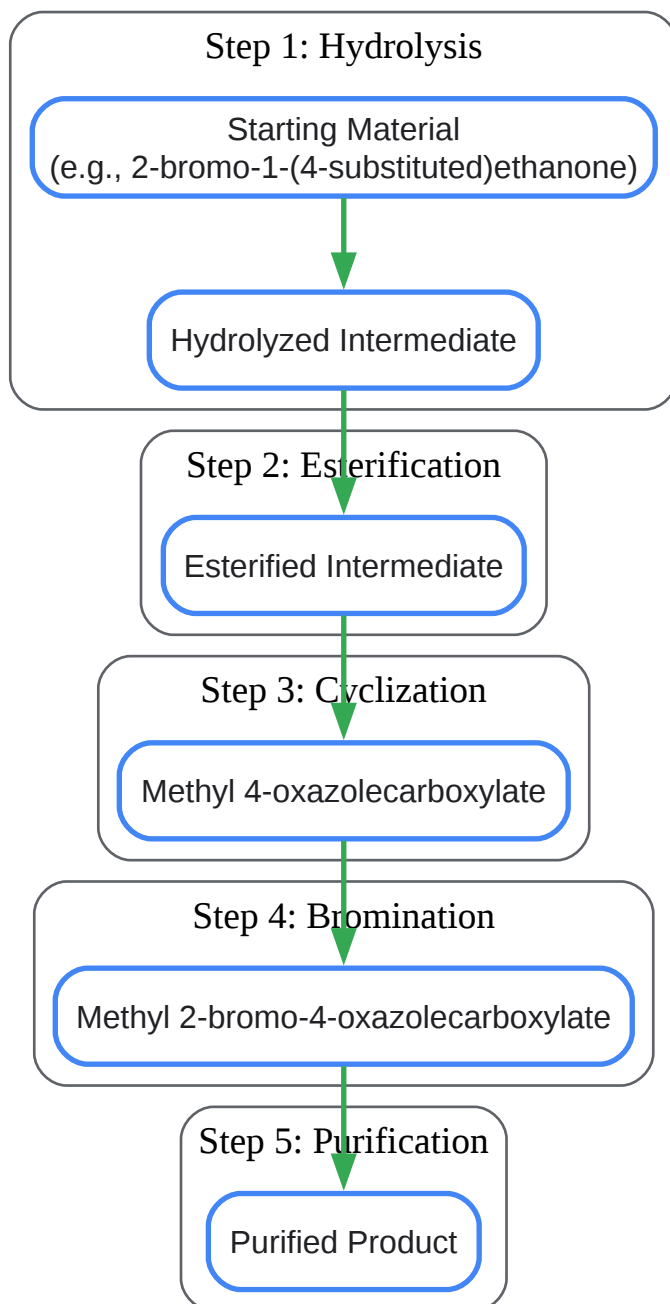 Step 1: Hydrolysis
Starting Material
(e.g., 2-bromo-1-(4-substituted)ethanone)
Hydrolyzed Intermediate
Step 2: Esterification
Esterified Intermediate
Step 3: Cyclization
Methyl 4-oxazolecarboxylate
Step 4: Bromination
Methyl 2-bromo-4-oxazolecarboxylate
Step 5: Purification
Purified Product